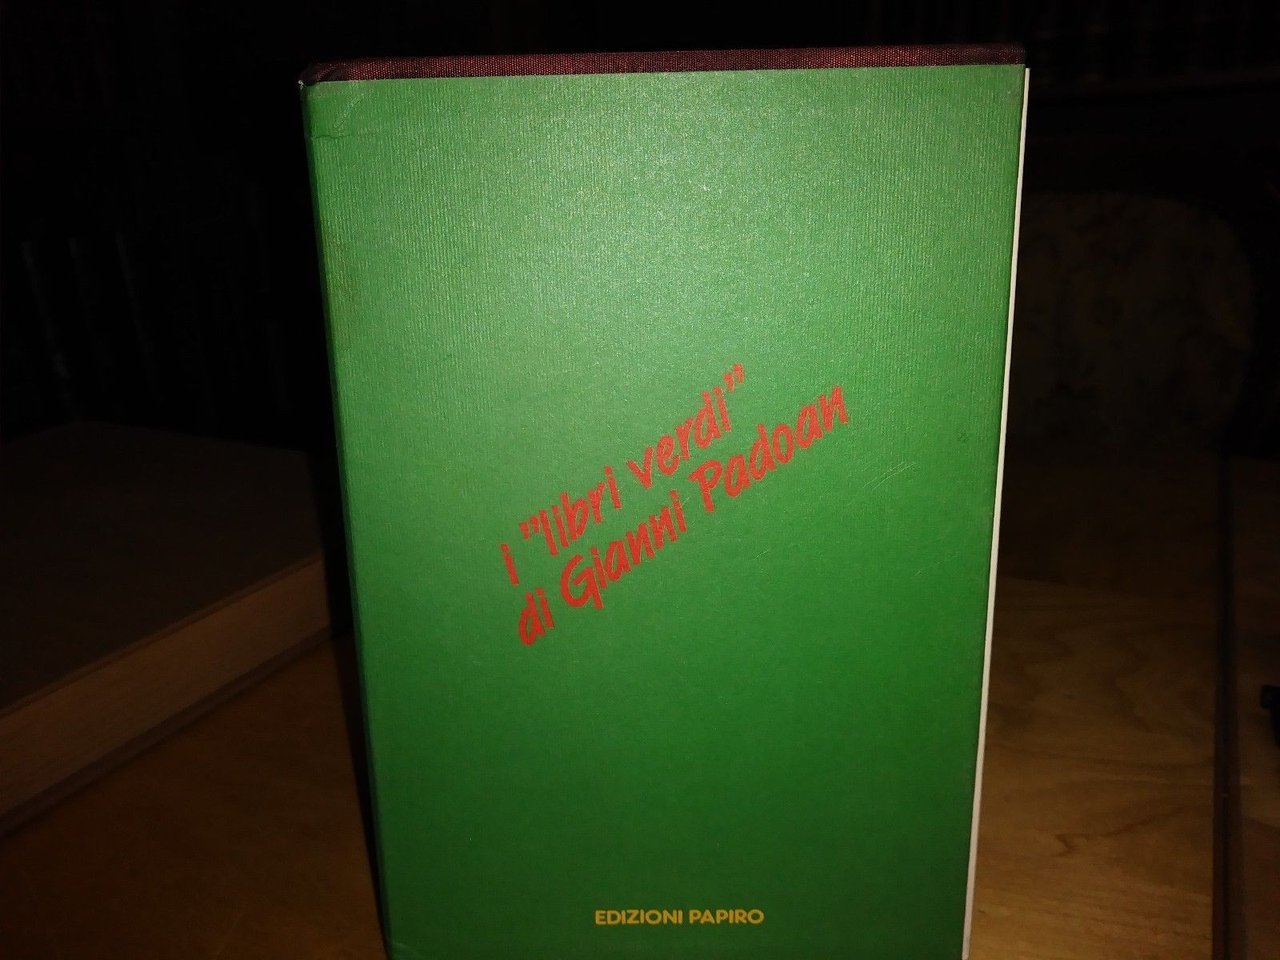 i "libri verdi"
di Gianni Padoan
EDIZIONI PAPIRO